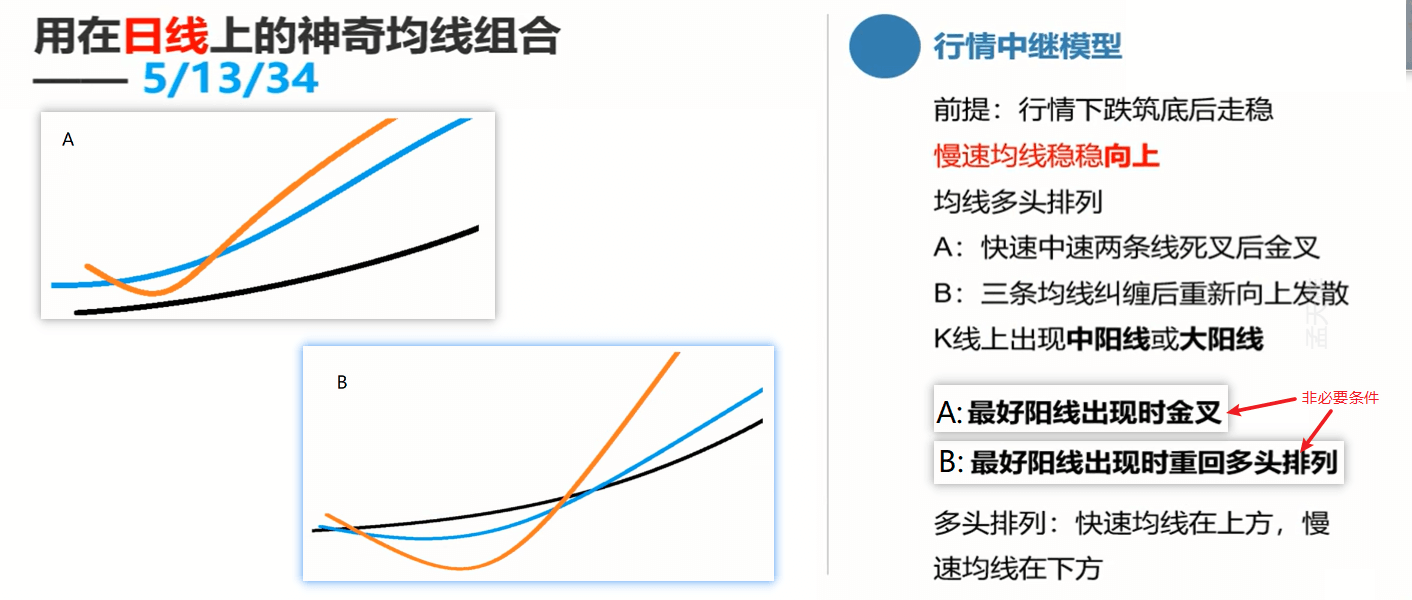 用在日线上的神奇均线组合
—— 5/13/34
A
B
行情中继模型
前提：行情下跌筑底后走稳
慢速均线稳稳向上
均线多头排列
A：快速中速两条线死叉后金叉
B：三条均线纠缠后重新向上发散
K线上出现中阳线或大阳线
A: 最好阳线出现时金叉
非必要条件
B: 最好阳线出现时重回多头排列
多头排列：快速均线在上方，慢
速均线在下方